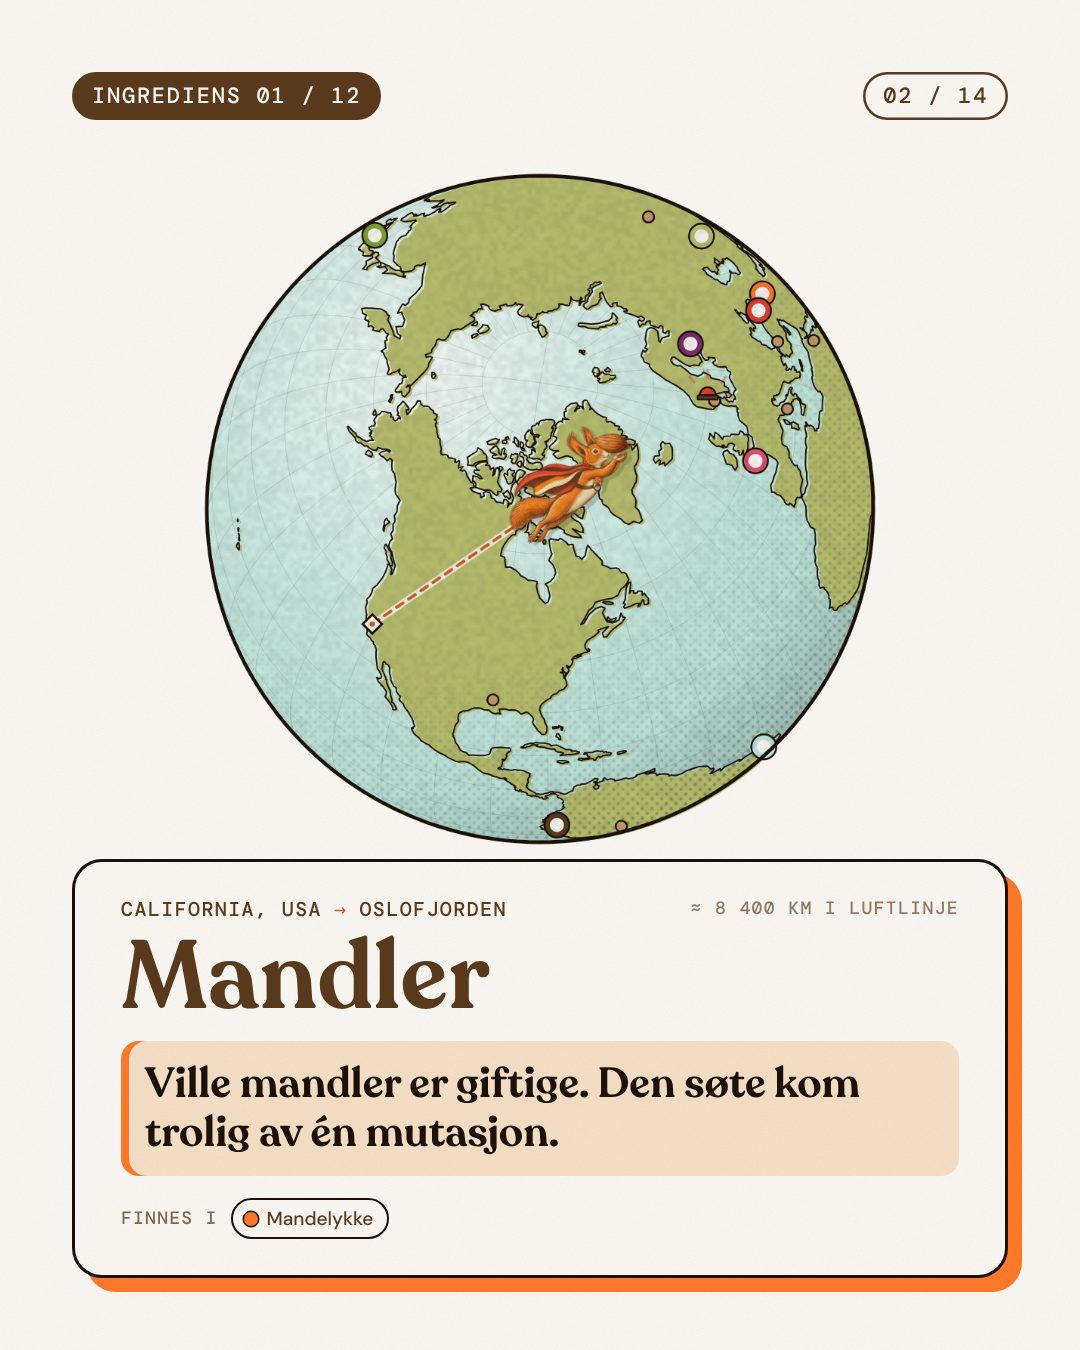 INGREDIENS 01 / 12
02 / 14
CALIFORNIA, USA → OSLOFJORDEN
≈ 8 400 KM I LUFTLINJE
Mandler
Ville mandler er giftige. Den søte kom
trolig av én mutasjon.
FINNES I
Mandelykke